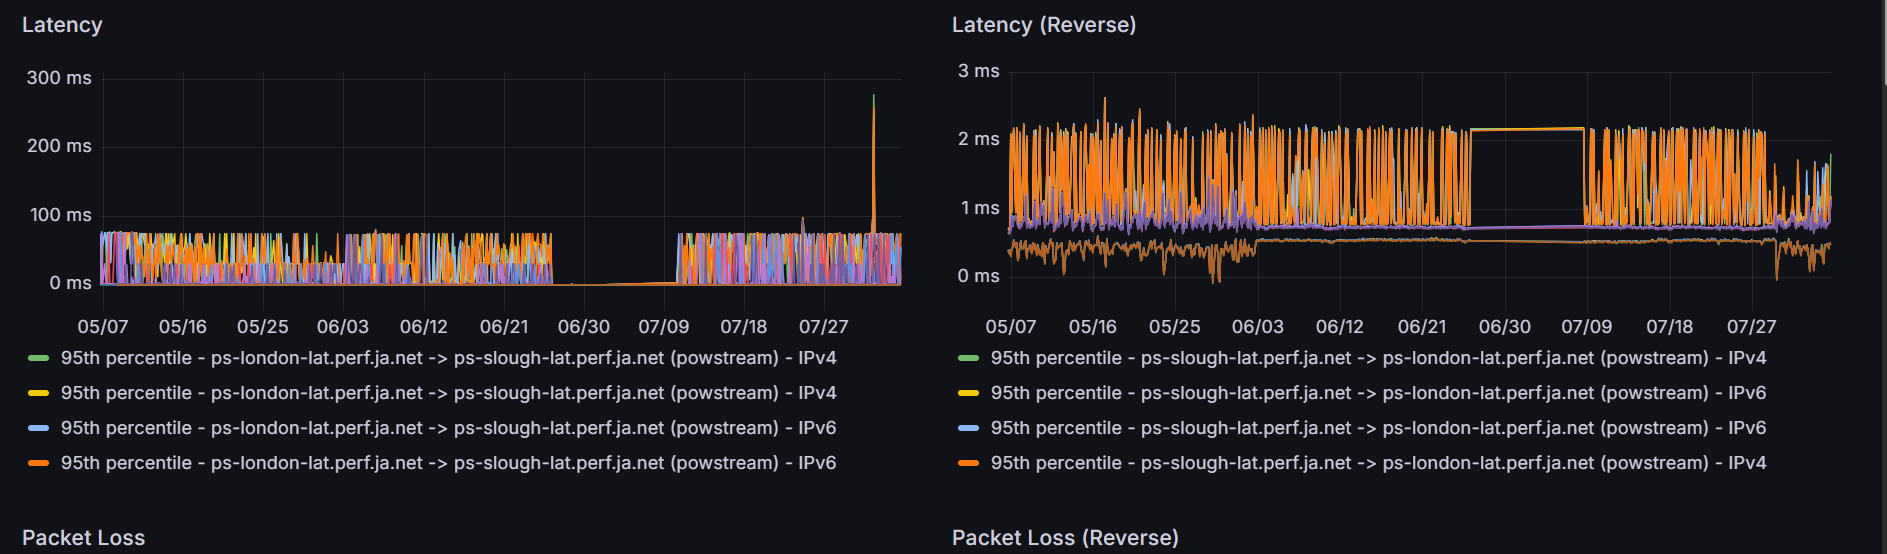 Latency
300 ms
200 ms
100 ms
0 ms
05/07 05/16 05/25 06/03 06/12 06/21 06/30 07/09 07/18 07/27
95th percentile - ps-london-lat.perf.ja.net -> ps-slough-lat.perf.ja.net (powstream) - IPv4
95th percentile - ps-london-lat.perf.ja.net -> ps-slough-lat.perf.ja.net (powstream) - IPv4
95th percentile - ps-london-lat.perf.ja.net -> ps-slough-lat.perf.ja.net (powstream) - IPv6
95th percentile - ps-london-lat.perf.ja.net -> ps-slough-lat.perf.ja.net (powstream) - IPv6
Packet Loss
Latency (Reverse)
3 ms
2 ms
1 ms
0 ms
05/07 05/16 05/25 06/03 06/12 06/21 06/30 07/09 07/18 07/27
95th percentile - ps-slough-lat.perf.ja.net -> ps-london-lat.perf.ja.net (powstream) - IPv4
95th percentile - ps-slough-lat.perf.ja.net -> ps-london-lat.perf.ja.net (powstream) - IPv6
95th percentile - ps-slough-lat.perf.ja.net -> ps-london-lat.perf.ja.net (powstream) - IPv6
95th percentile - ps-slough-lat.perf.ja.net -> ps-london-lat.perf.ja.net (powstream) - IPv4
Packet Loss (Reverse)